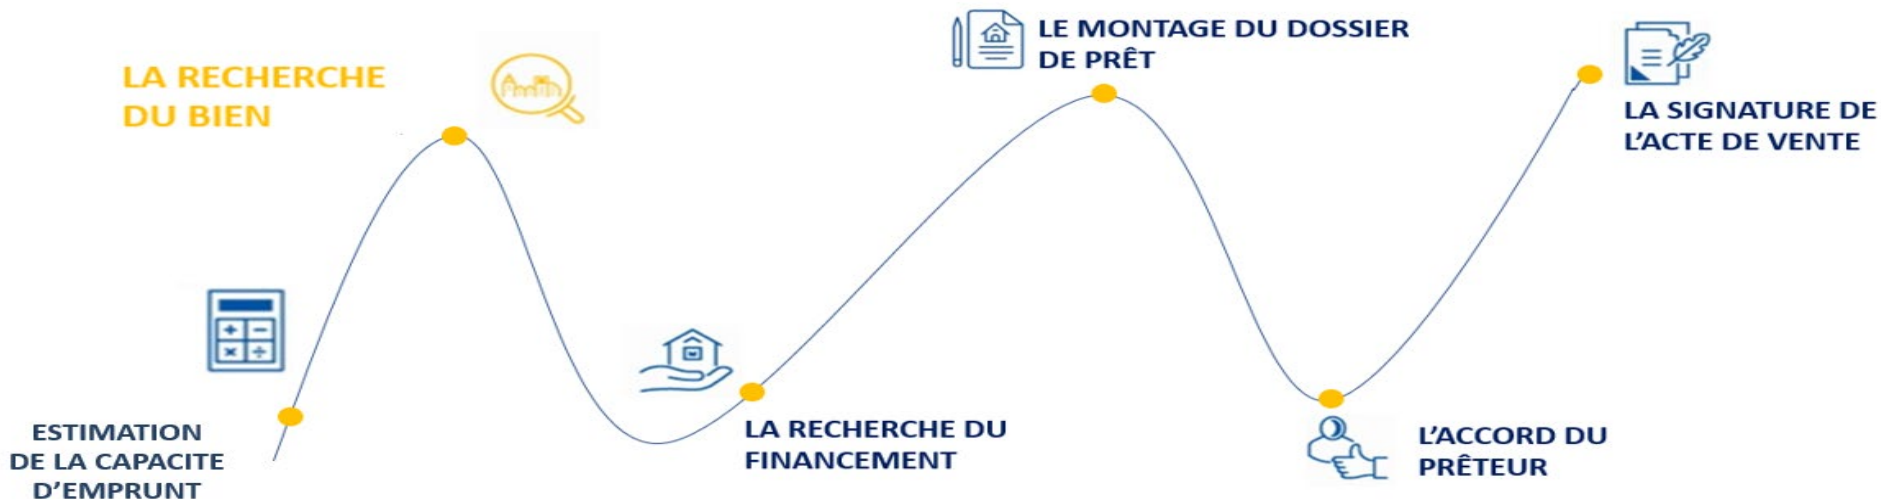 LA RECHERCHE
DU BIEN
ESTIMATION
DE LA CAPACITE
D'EMPRUNT
LA RECHERCHE DU
FINANCEMENT
LE MONTAGE DU DOSSIER
DE PRÊT
L'ACCORD DU
PRÊTEUR
LA SIGNATURE DE
L'ACTE DE VENTE